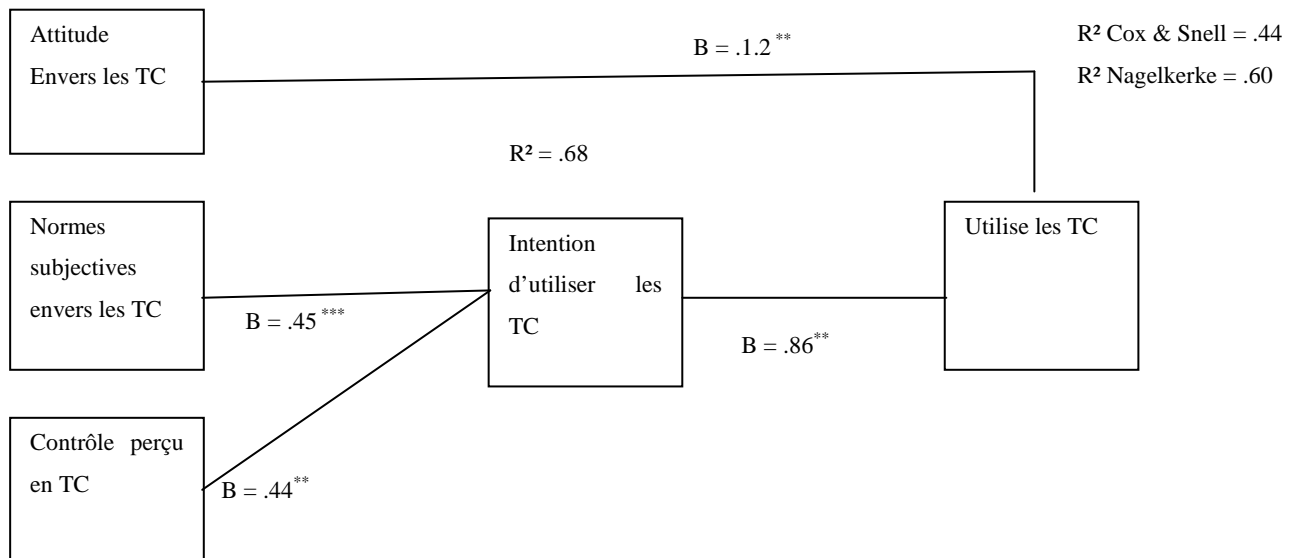 Attitude
Envers les TC
B = .1.2 **
R² Cox & Snell = .44
R² Nagelkerke = .60
R² = .68
Normes
subjectives
envers les TC
B = .45 ***
Intention
d’utiliser les
TC
B = .86**
Utilise les TC
Contrôle perçu
en TC
B = .44**